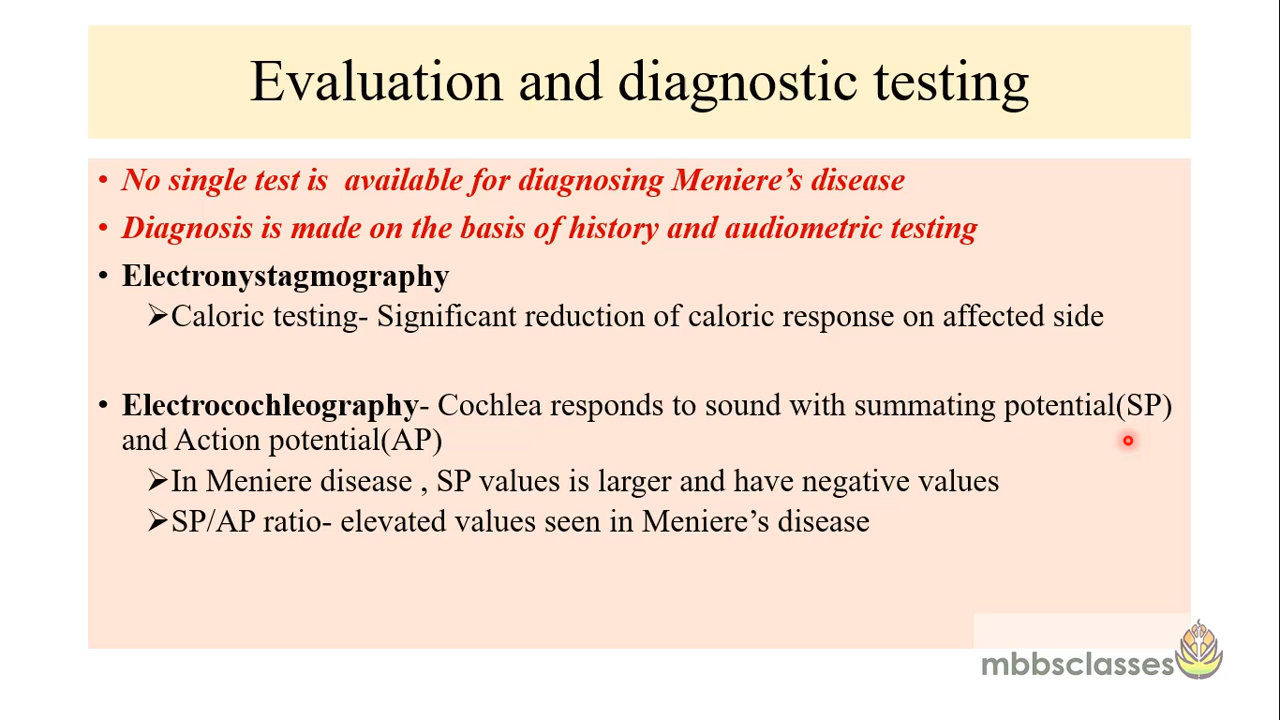 Evaluation and diagnostic testing
• No single test is available for diagnosing Meniere’s disease
• Diagnosis is made on the basis of history and audiometric testing
• Electronystagmography
➢Caloric testing- Significant reduction of caloric response on affected side
• Electrocochleography- Cochlea responds to sound with summating potential(SP)
and Action potential(AP)
➢In Meniere disease , SP values is larger and have negative values
➢SP/AP ratio- elevated values seen in Meniere’s disease
mbbsclasses